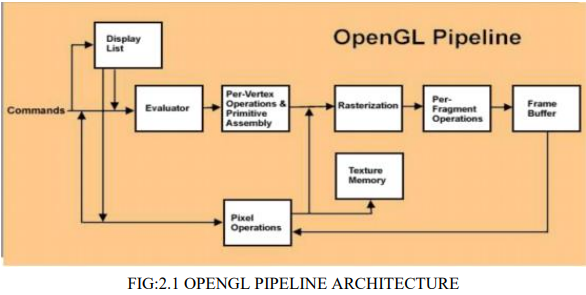 OpenGL Pipeline
Display
List
Commands
Evaluator
Per-Vertex
Operations &
Primitive
Assembly
Rasterization
Per-
Fragment
Operations
Frame
Buffer
Texture
Memory
Pixel
Operations
FIG:2.1 OPENGL PIPELINE ARCHITECTURE